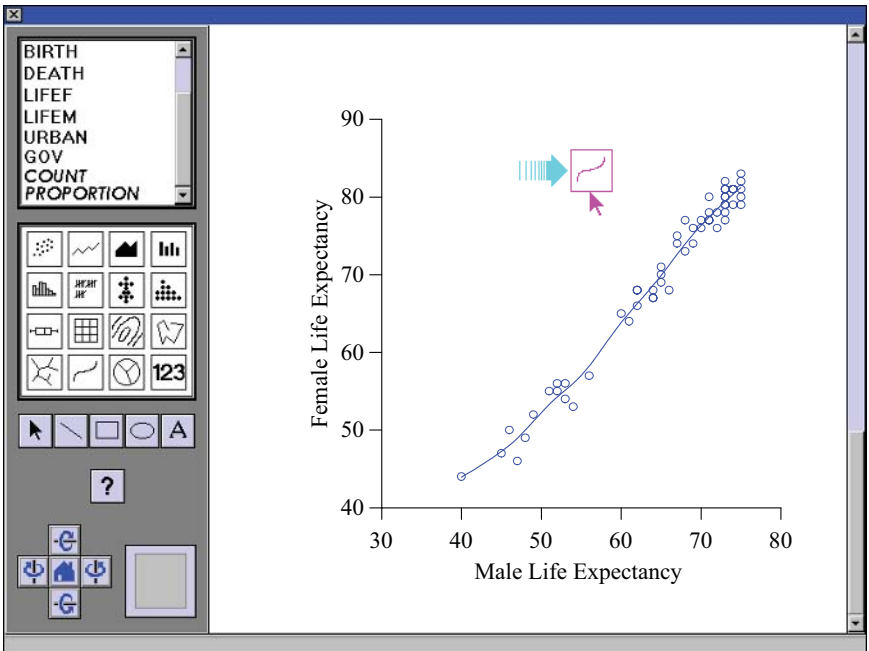 BIRTH
DEATH
LIFEF
LIFEM
URBAN
GOV
COUNT
PROPORTION
123
A
?
90
80
70
60
50
40
Female Life Expectancy
30 40 50 60 70 80
Male Life Expectancy